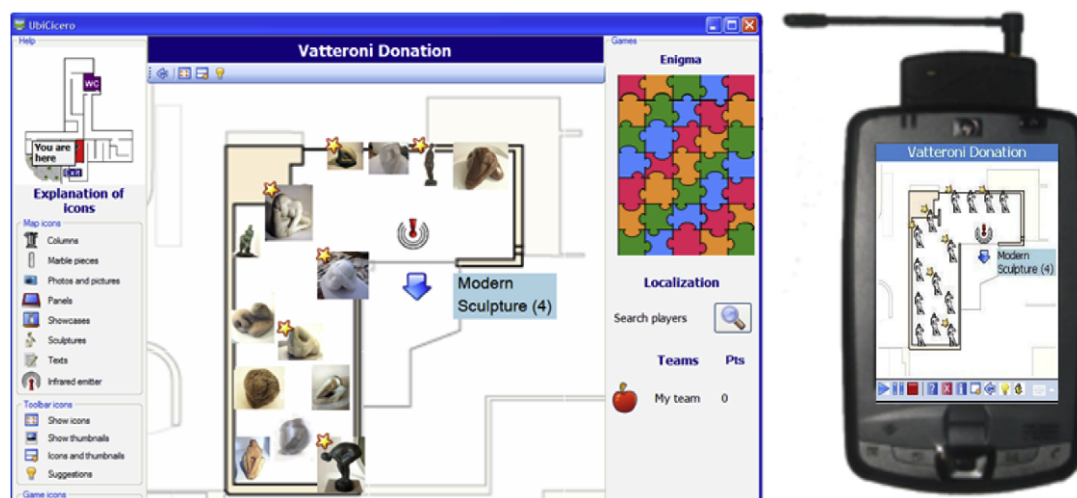 UbiCicero
Help
WC
You are
here
Exit
Explanation of
icons
Map icons
Columns
Marble pieces
Photos and pictures
Panels
Showcases
Sculptures
Texts
Infrared emitter
Toolbar icons
Show icons
Show thumbnails
Icons and thumbnails
Suggestions
Game icons
Vatteroni Donation
Modern
Sculpture (4)
Games
Enigma
Localization
Search players
Teams Pts
My team 0
hp
Vatteroni Donation
Modern
Sculpture (4)